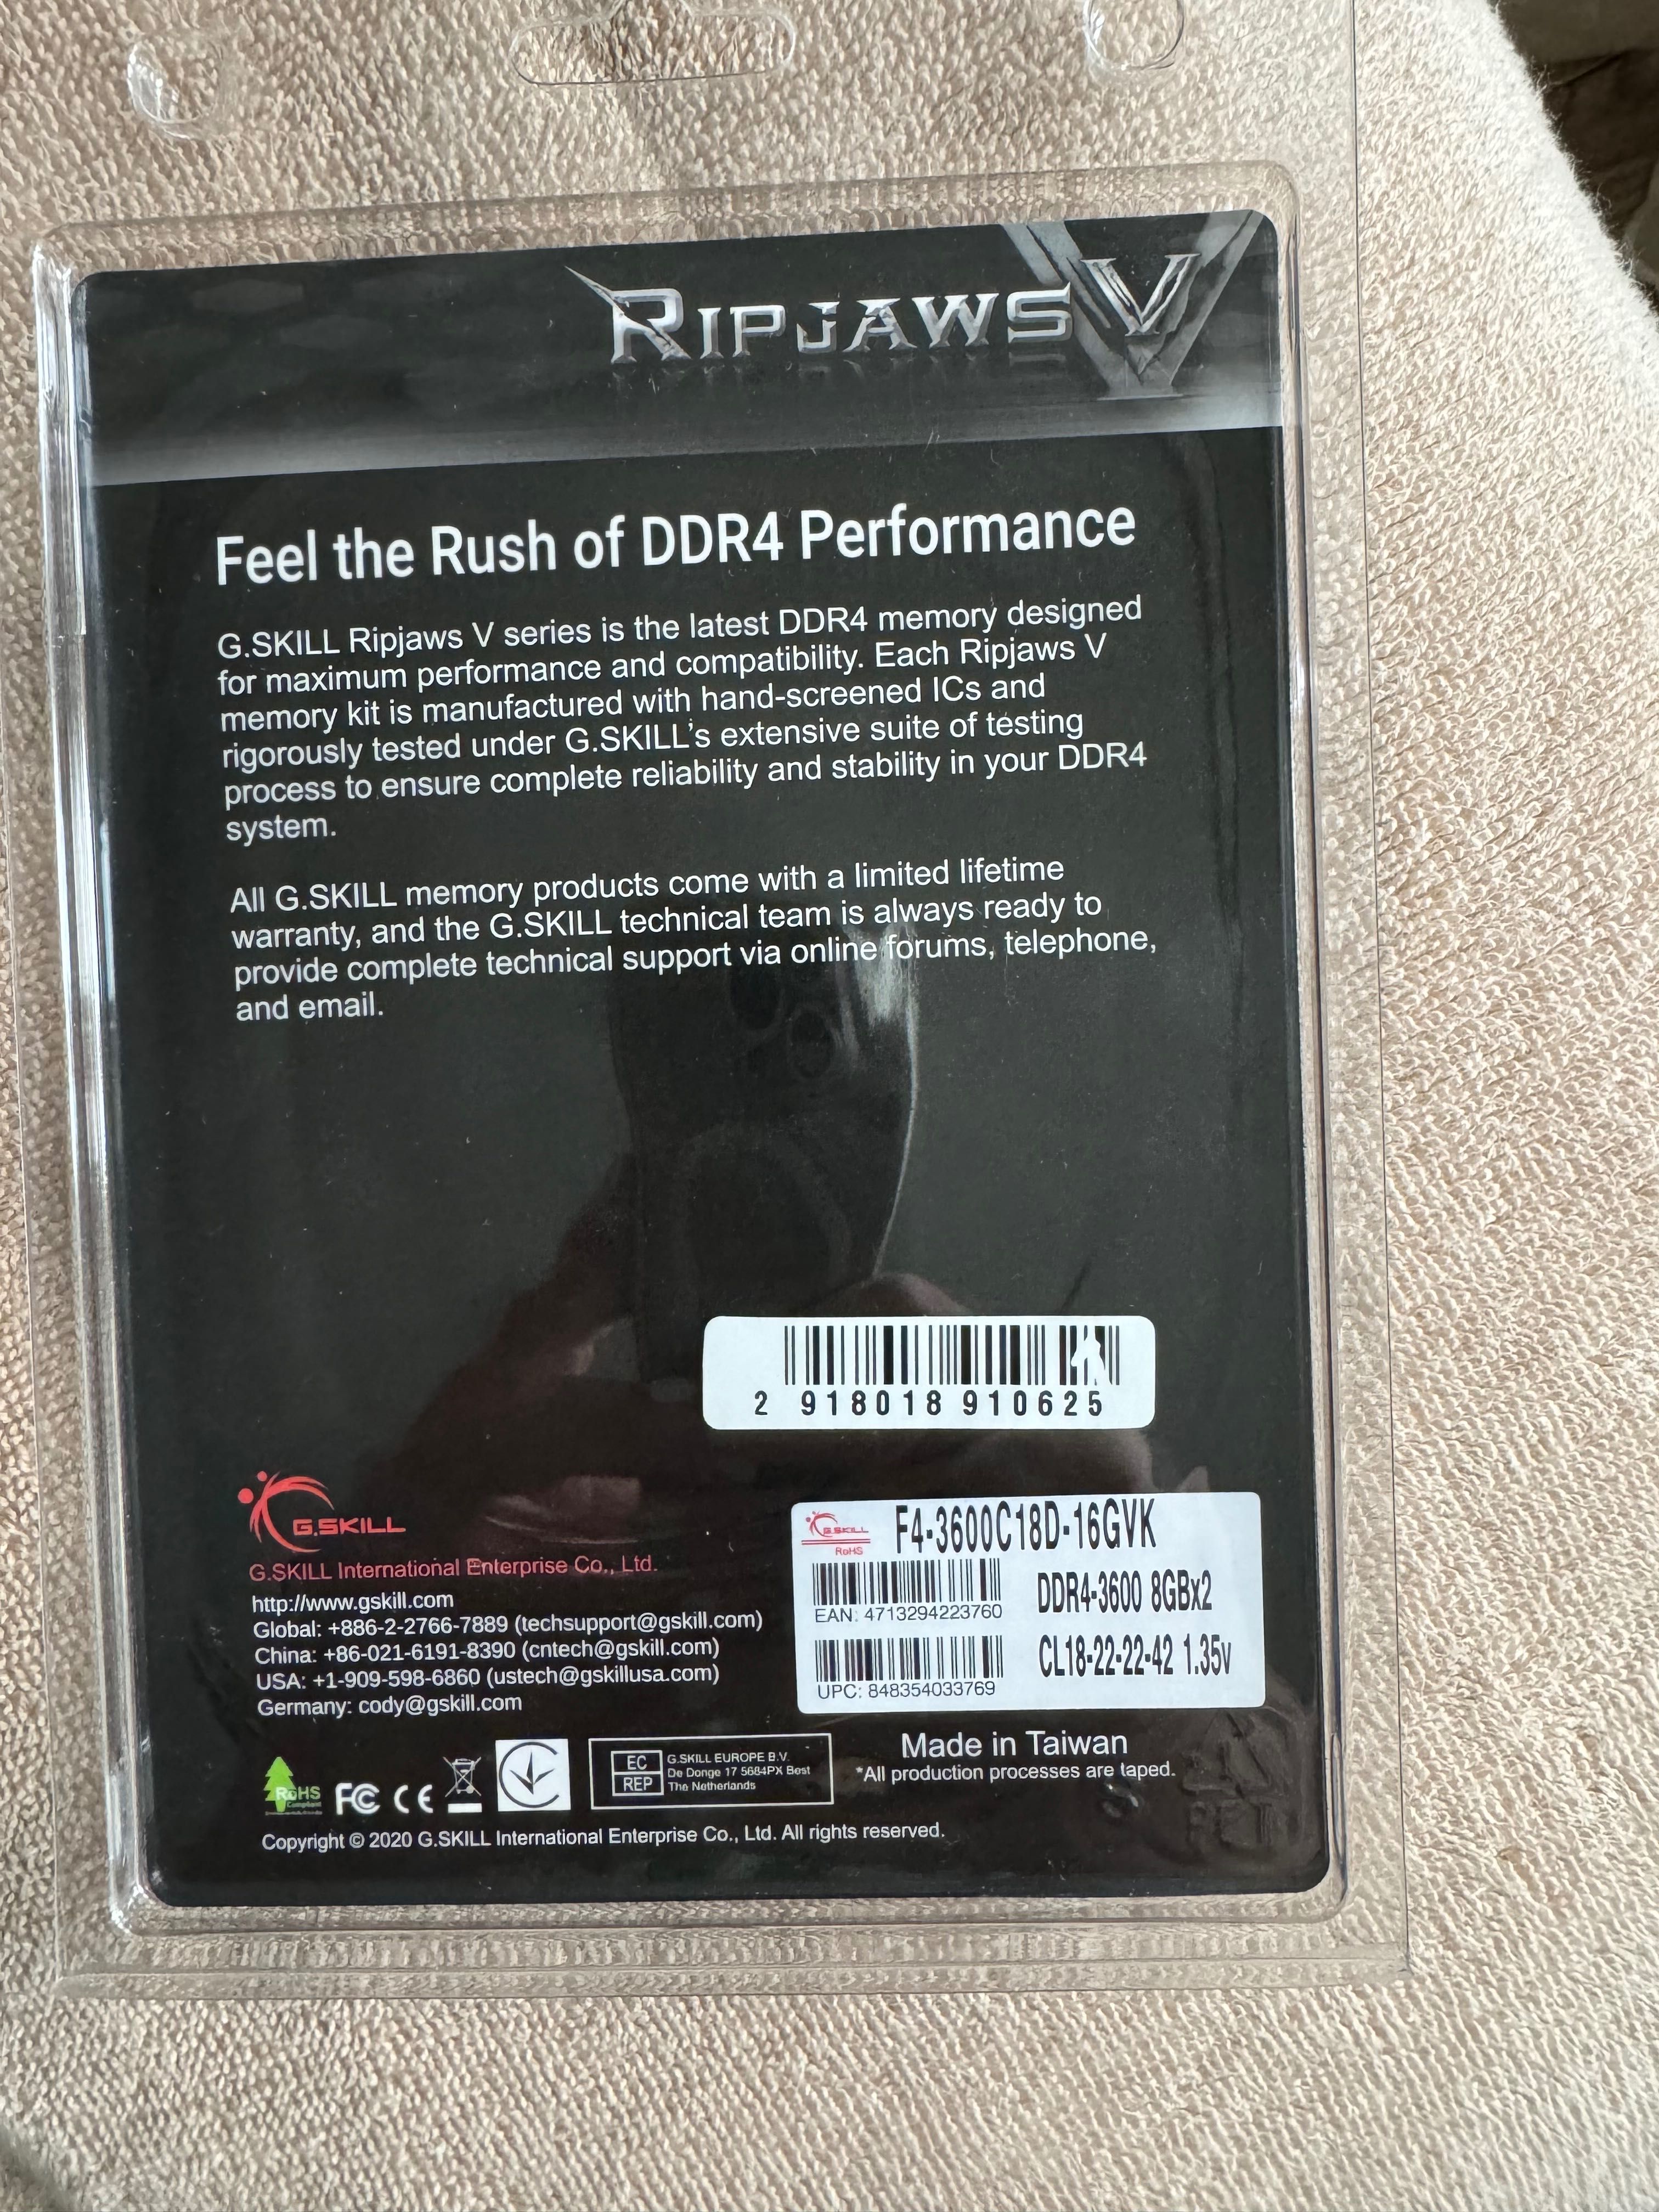 RIPJAWS V
Feel the Rush of DDR4 Performance
G.SKILL Ripjaws V series is the latest DDR4 memory designed
for maximum performance and compatibility. Each Ripjaws V
memory kit is manufactured with hand-screened ICs and
rigorously tested under G.SKILL's extensive suite of testing
process to ensure complete reliability and stability in your DDR4
system.
All G.SKILL memory products come with a limited lifetime
warranty, and the G.SKILL technical team is always ready to
provide complete technical support via online forums, telephone,
and email.
2 918018 910625
G.SKILL
G.SKILL International Enterprise Co., Ltd.
http://www.gskill.com
Global: +886-2-2766-7889 (techsupport@gskill.com)
China: +86-021-6191-8390 (cntech@gskill.com)
USA: +1-909-598-6860 (ustech@gskillusa.com)
Germany: cody@gskill.com
G.SKILL
RoHS
F4-3600C18D-16GVK
EAN: 4713294223760
DDR4-3600 8GBx2
UPC: 848354033769
CL18-22-22-42 1.35v
RoHS
Compliant
FC CE
EC REP
G.SKILL EUROPE B.V.
De Donge 17 5684PX Best
The Netherlands
Made in Taiwan
*All production processes are taped.
Copyright © 2020 G.SKILL International Enterprise Co., Ltd. All rights reserved.